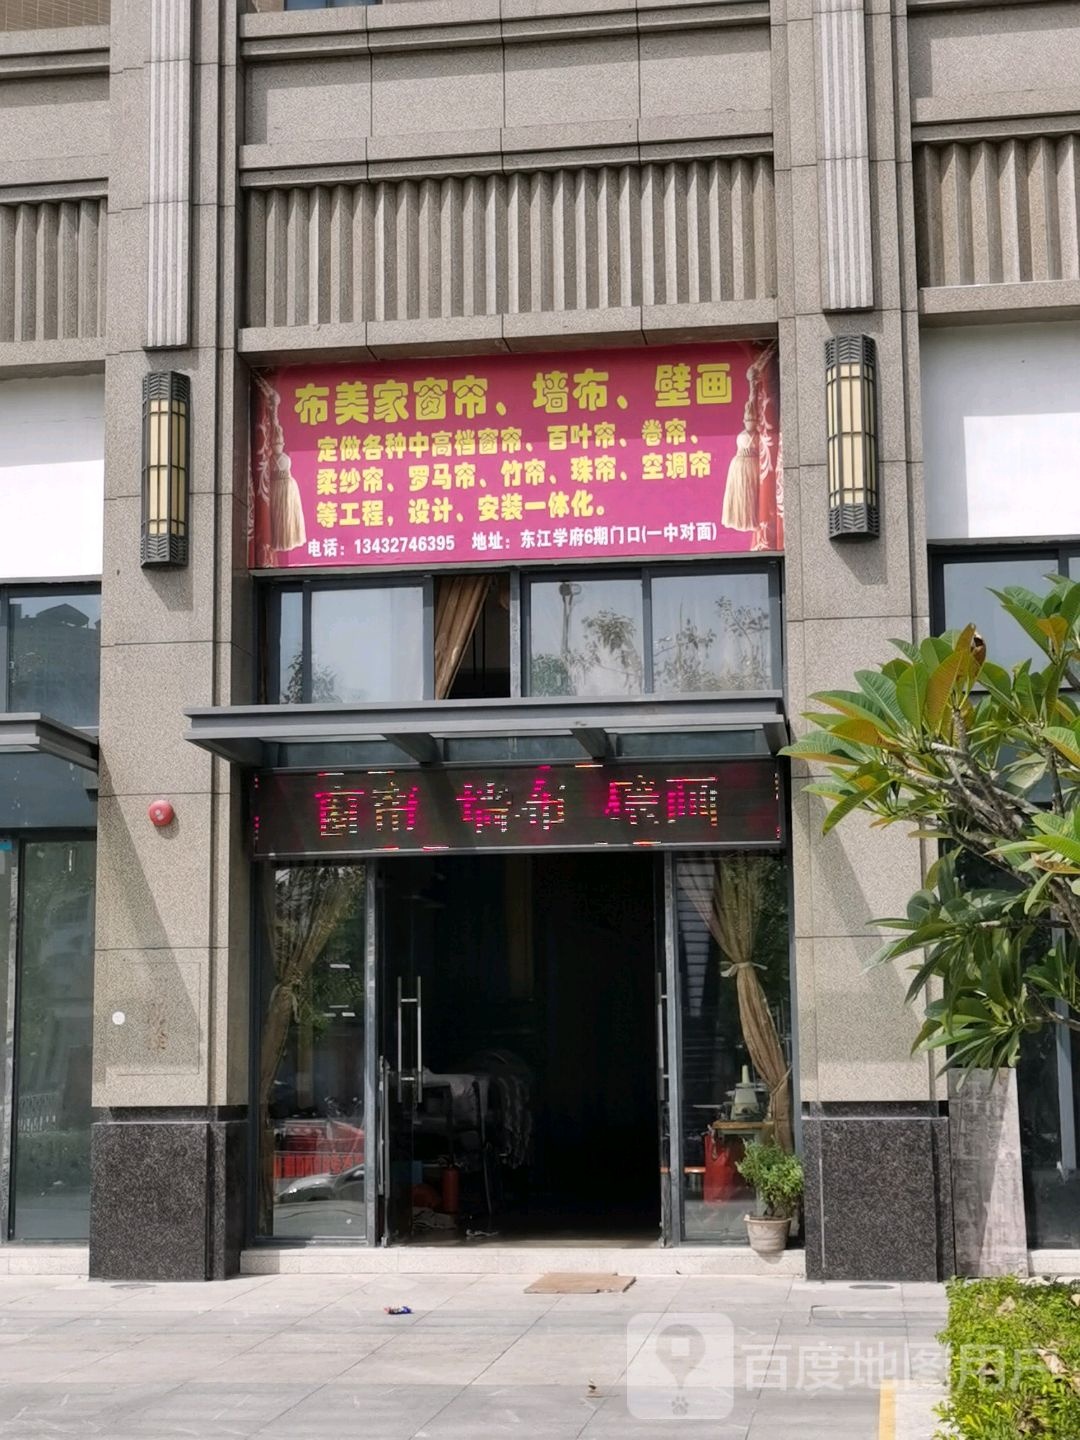 布美家窗帘、墙布、壁画
定做各种中高档窗帘、百叶帘、卷帘、
柔纱帘、罗马帘、竹帘、珠帘、空调帘
等工程，设计、安装一体化。
电话：13432746395 地址：东江学府6期门口(一中对面)
窗帘 墙布 壁画
百度地图用户